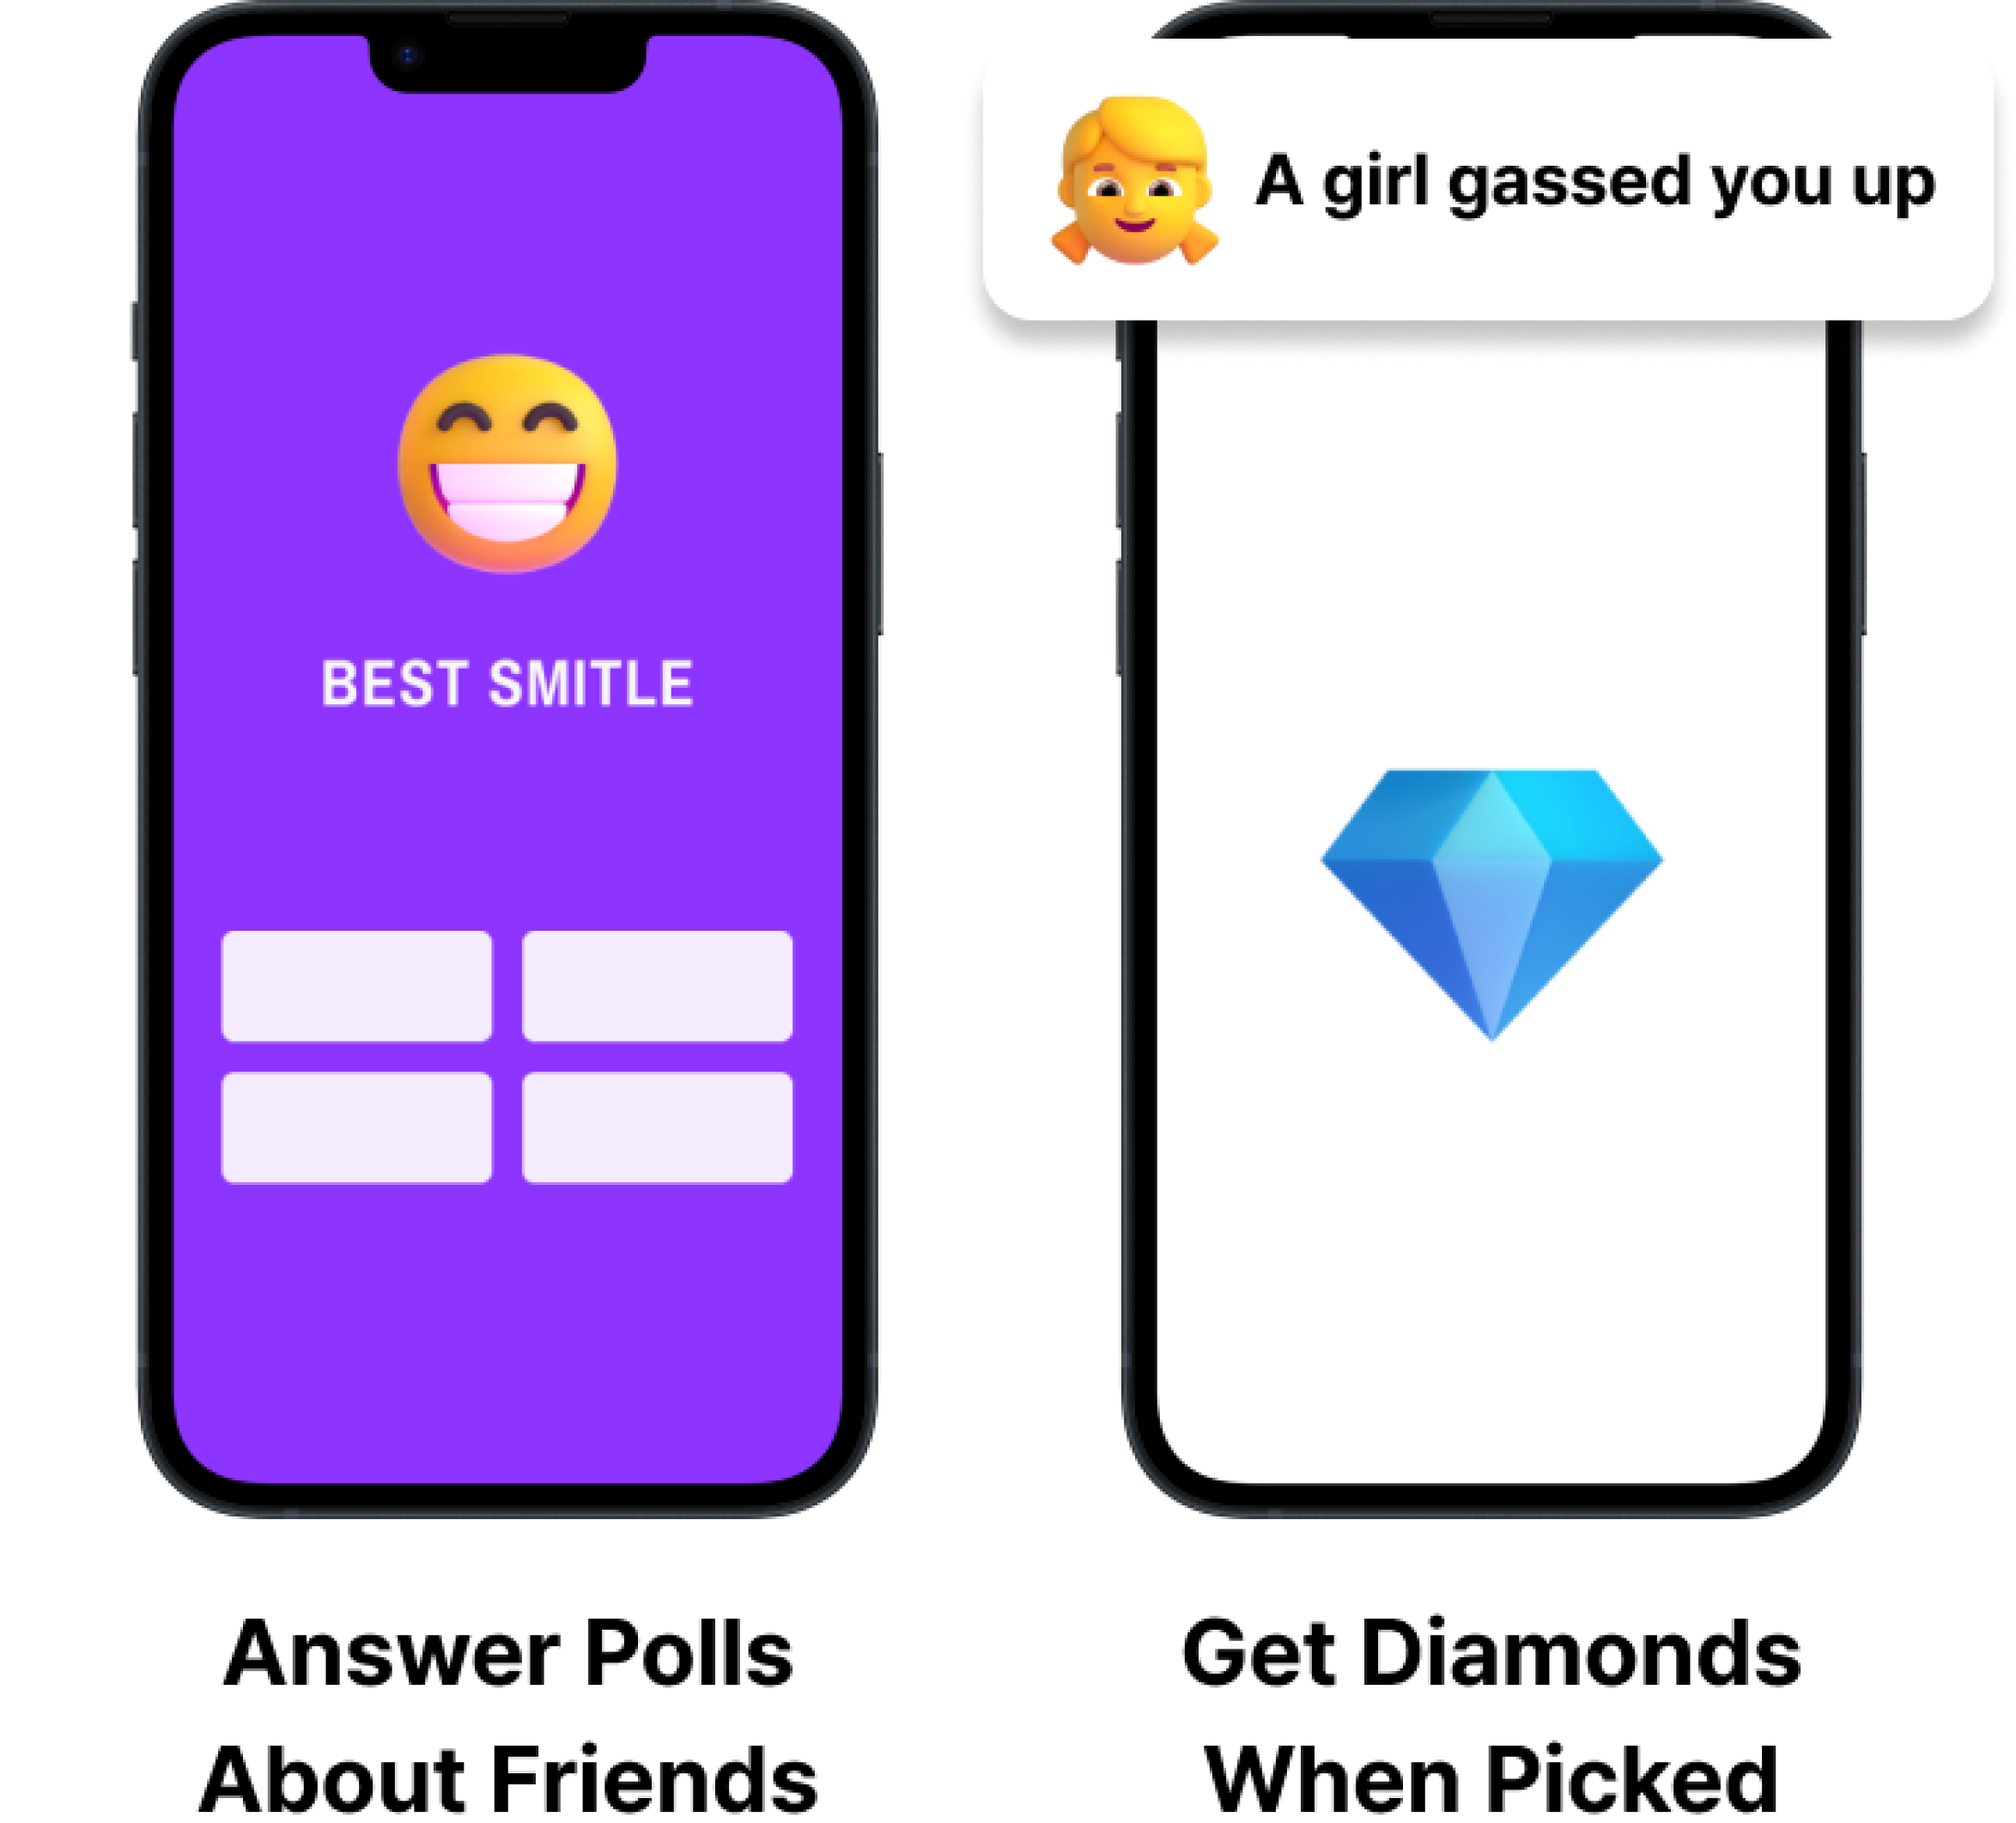 A girl gassed you up
BEST SMITLE
Answer Polls
About Friends
Get Diamonds
When Picked